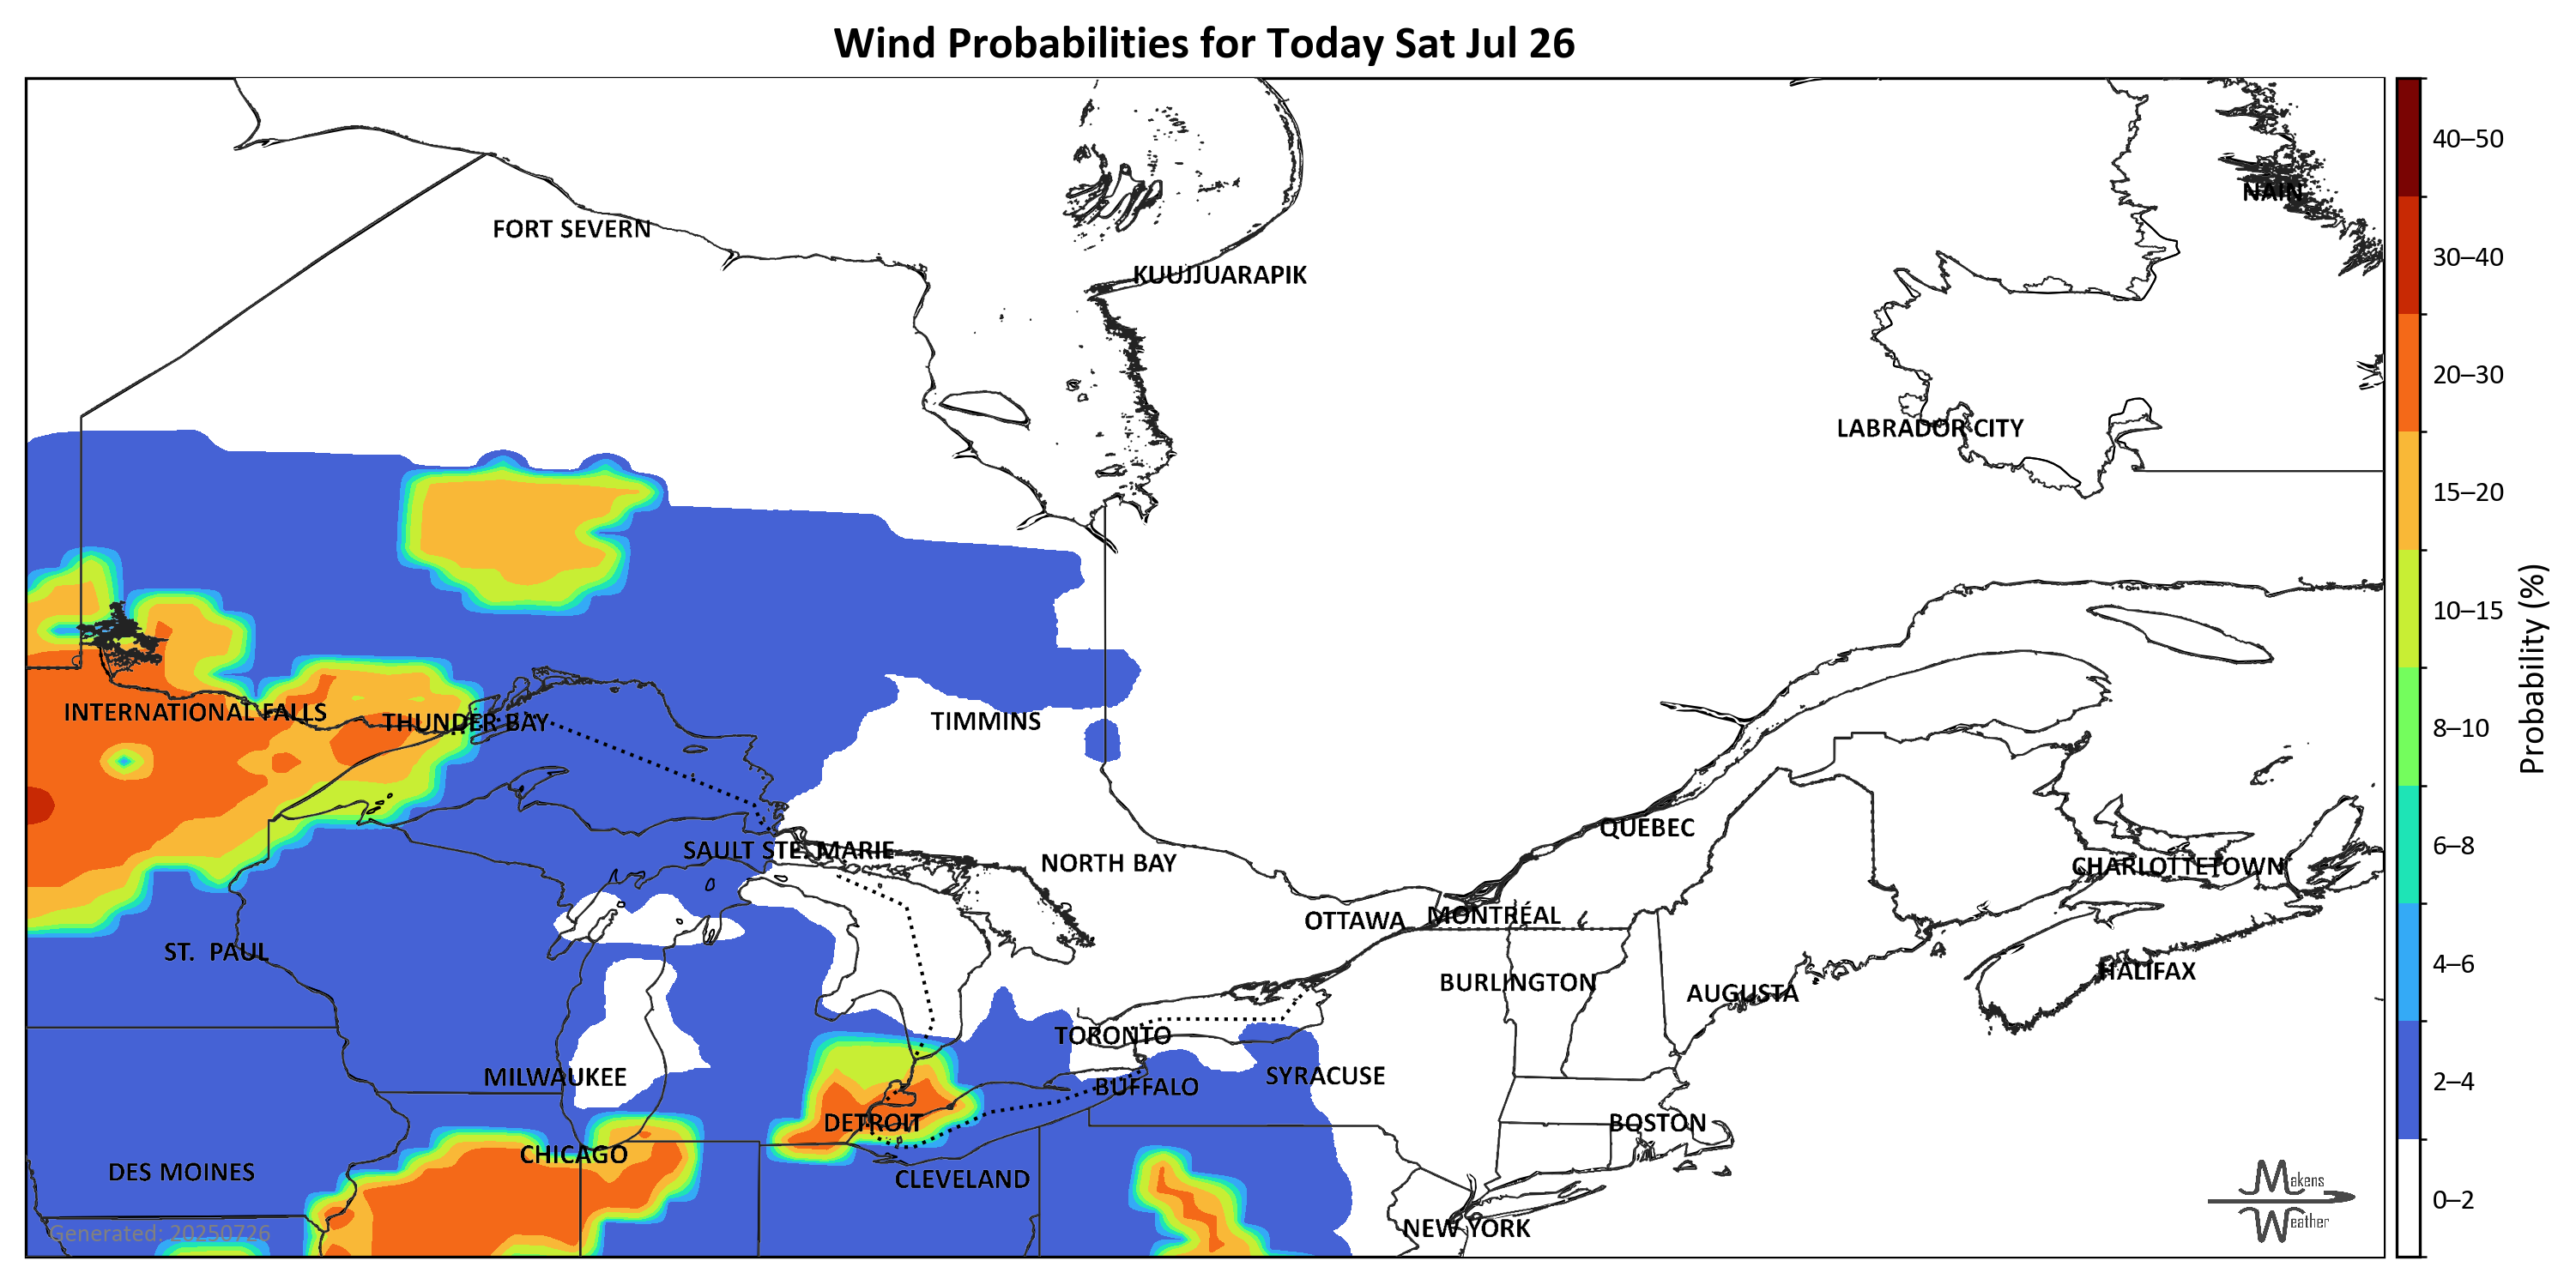 Wind Probabilities for Today Sat Jul 26
40–50
NAIN
FORT SEVERN
30–40
KUUJJUARAPIK
20–30
LABRADOR CITY
15–20
10–15
Probability (%)
INTERNATIONAL FALLS
THUNDER BAY
TIMMINS
8–10
QUÉBEC
SAULT STE. MARIE
NORTH BAY
CHARLOTTETOWN
6–8
OTTAWA
MONTRÉAL
ST. PAUL
HALIFAX
4–6
BURLINGTON
AUGUSTA
TORONTO
MILWAUKEE
BUFFALO
SYRACUSE
2–4
DETROIT
BOSTON
CHICAGO
DES MOINES
CLEVELAND
Makens
Weather
0–2
Generated: 20250726
NEW YORK